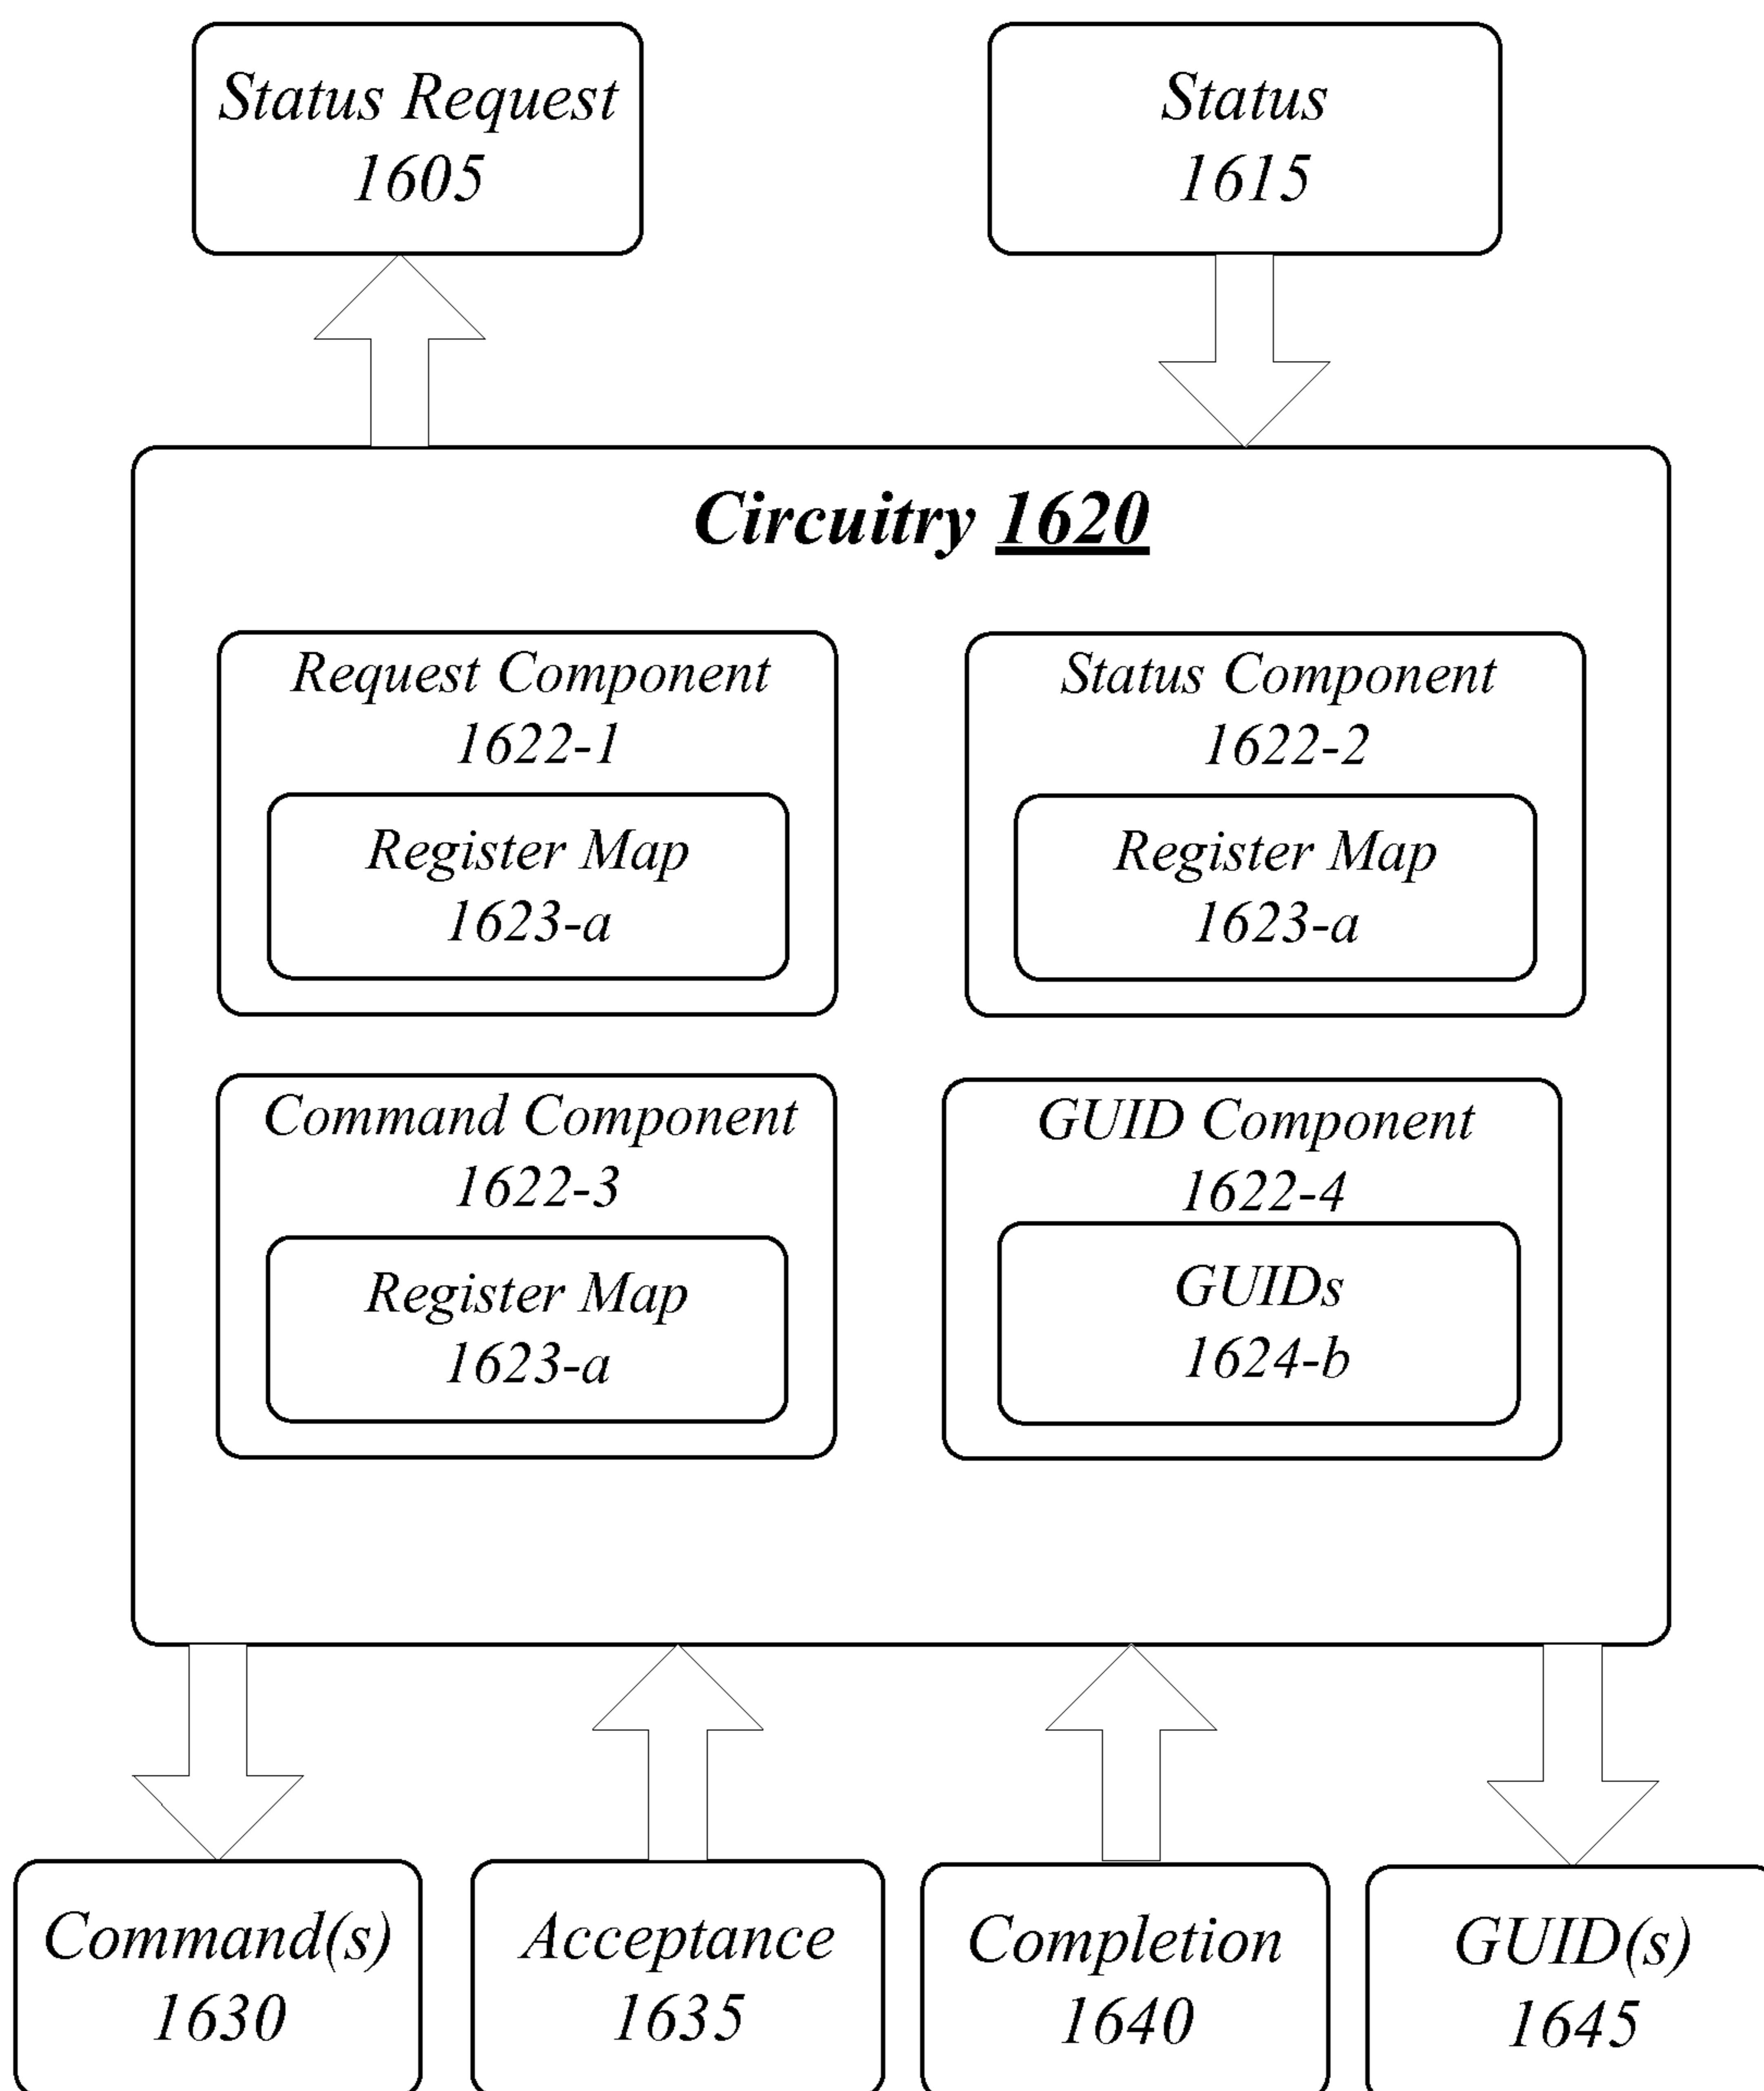 Status Request
1605
Status
1615
Circuitry 1620
Request Component
1622-1
Register Map
1623-a
Status Component
1622-2
Register Map
1623-a
Command Component
1622-3
Register Map
1623-a
GUID Component
1622-4
GUIDs
1624-b
Command(s)
1630
Acceptance
1635
Completion
1640
GUID(s)
1645